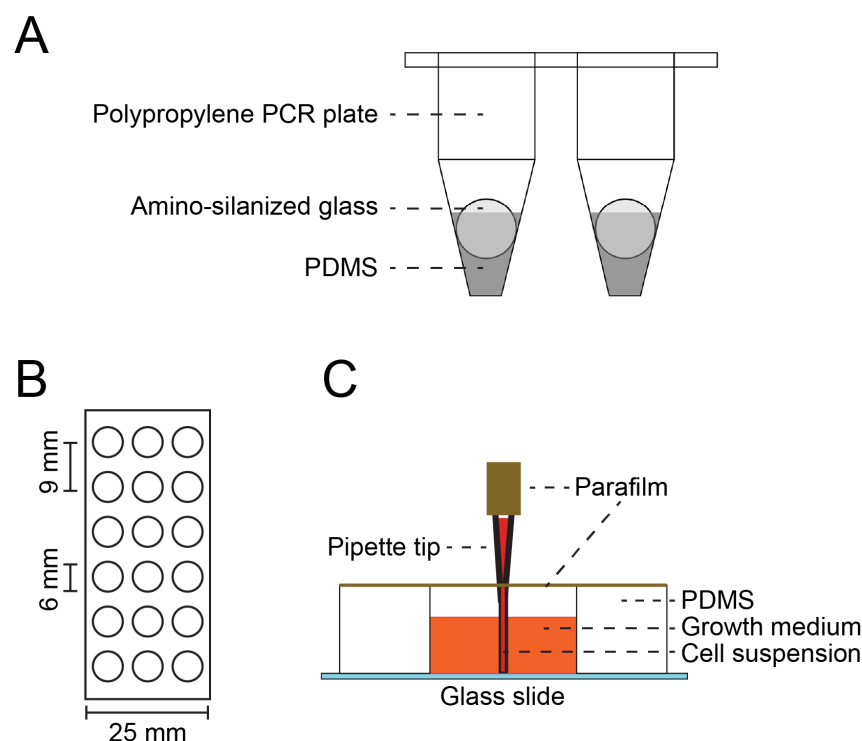 A
Polypropylene PCR plate
Amino-silanized glass
PDMS
B
9 mm
6 mm
25 mm
C
Parafilm
Pipette tip
PDMS
Growth medium
Cell suspension
Glass slide